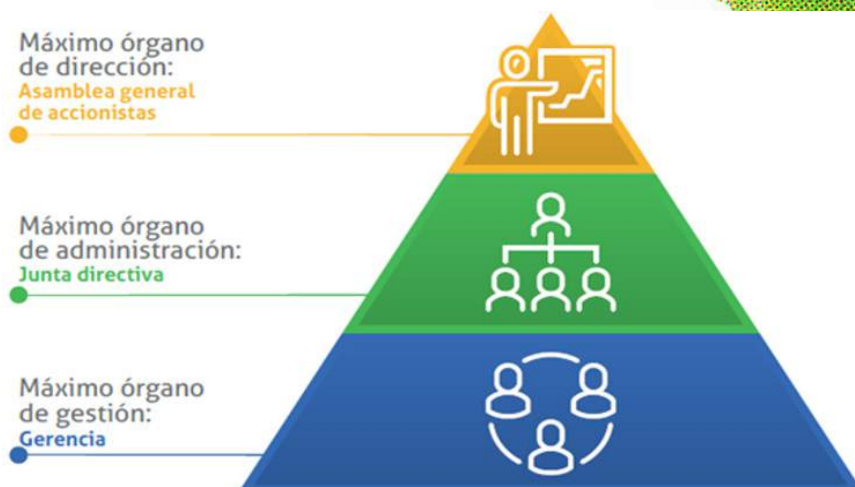 Máximo órgano
de dirección:
Asamblea general
de accionistas
Máximo órgano
de administración:
Junta directiva
Máximo órgano
de gestión:
Gerencia